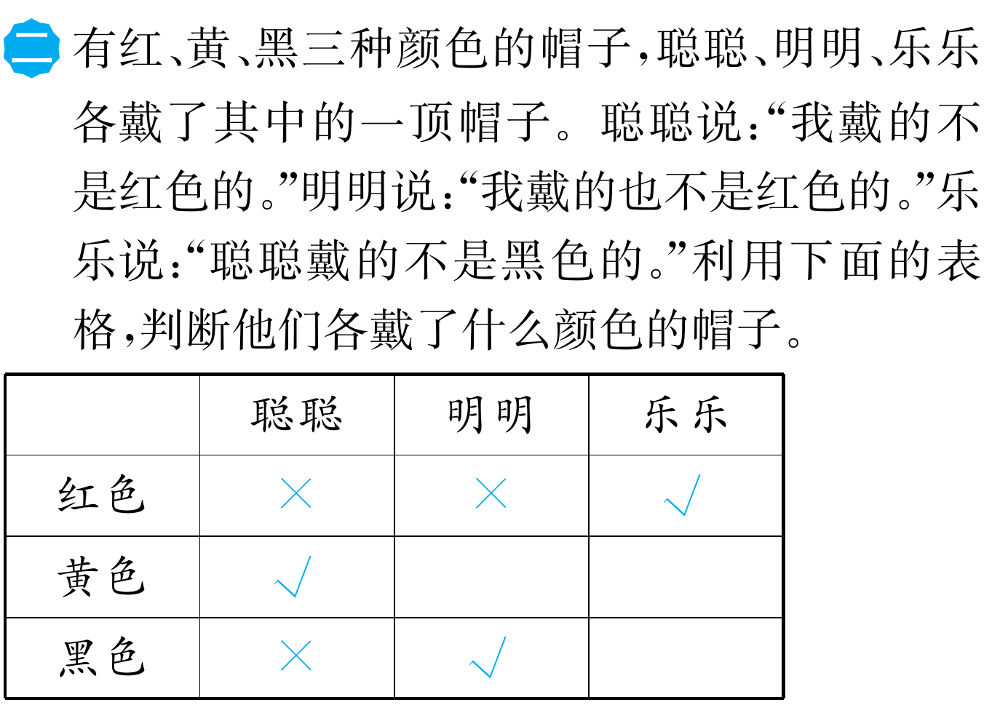 二 有红、黄、黑三种颜色的帽子,聪聪、明明、乐乐
各戴了其中的一顶帽子。聪聪说:“我戴的不
是红色的。”明明说:“我戴的也不是红色的。”乐
乐说:“聪聪戴的不是黑色的。”利用下面的表
格,判断他们各戴了什么颜色的帽子。
聪聪 明明 乐乐
红色 × × √
黄色 √
黑色 × √